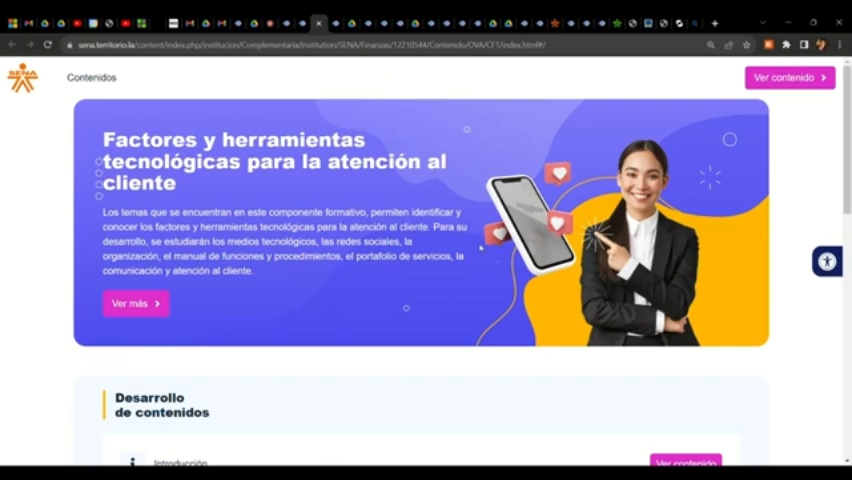 sena.territorio.la/content/index.php/institucion/Complementaria/institution/SENA/Finanzas/12210544/Contenido/OVA/CF1/index.html#/
SENA
Contenidos
Ver contenido
Factores y herramientas
tecnológicas para la atención al
cliente
Los temas que se encuentran en este componente formativo, permiten identificar y
conocer los factores y herramientas tecnológicas para la atención al cliente. Para su
desarrollo, se estudiarán los medios tecnológicos, las redes sociales, la
organización, el manual de funciones y procedimientos, el portafolio de servicios, la
comunicación y atención al cliente.
Ver más
Desarrollo
de contenidos
Introducción
Ver contenido